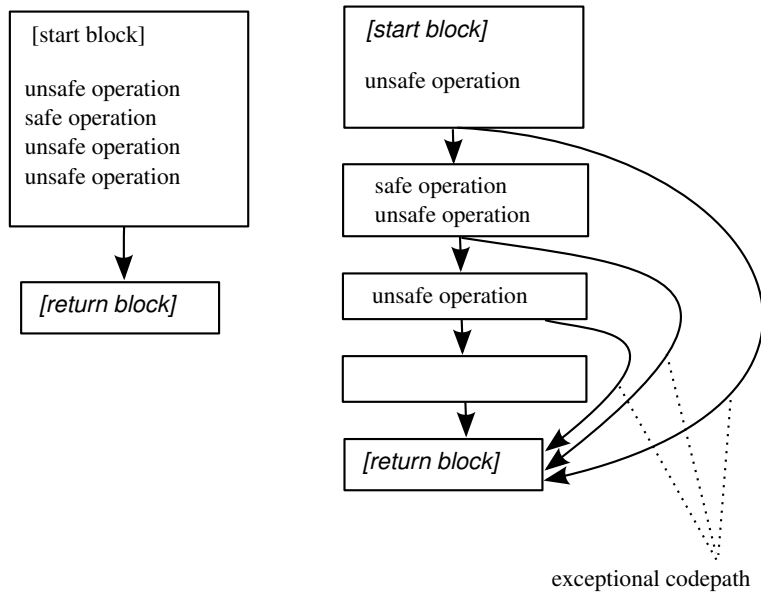 [start block]
unsafe operation
safe operation
unsafe operation
unsafe operation
[return block]
[start block]
unsafe operation
safe operation
unsafe operation
unsafe operation
[return block]
exceptional codepath